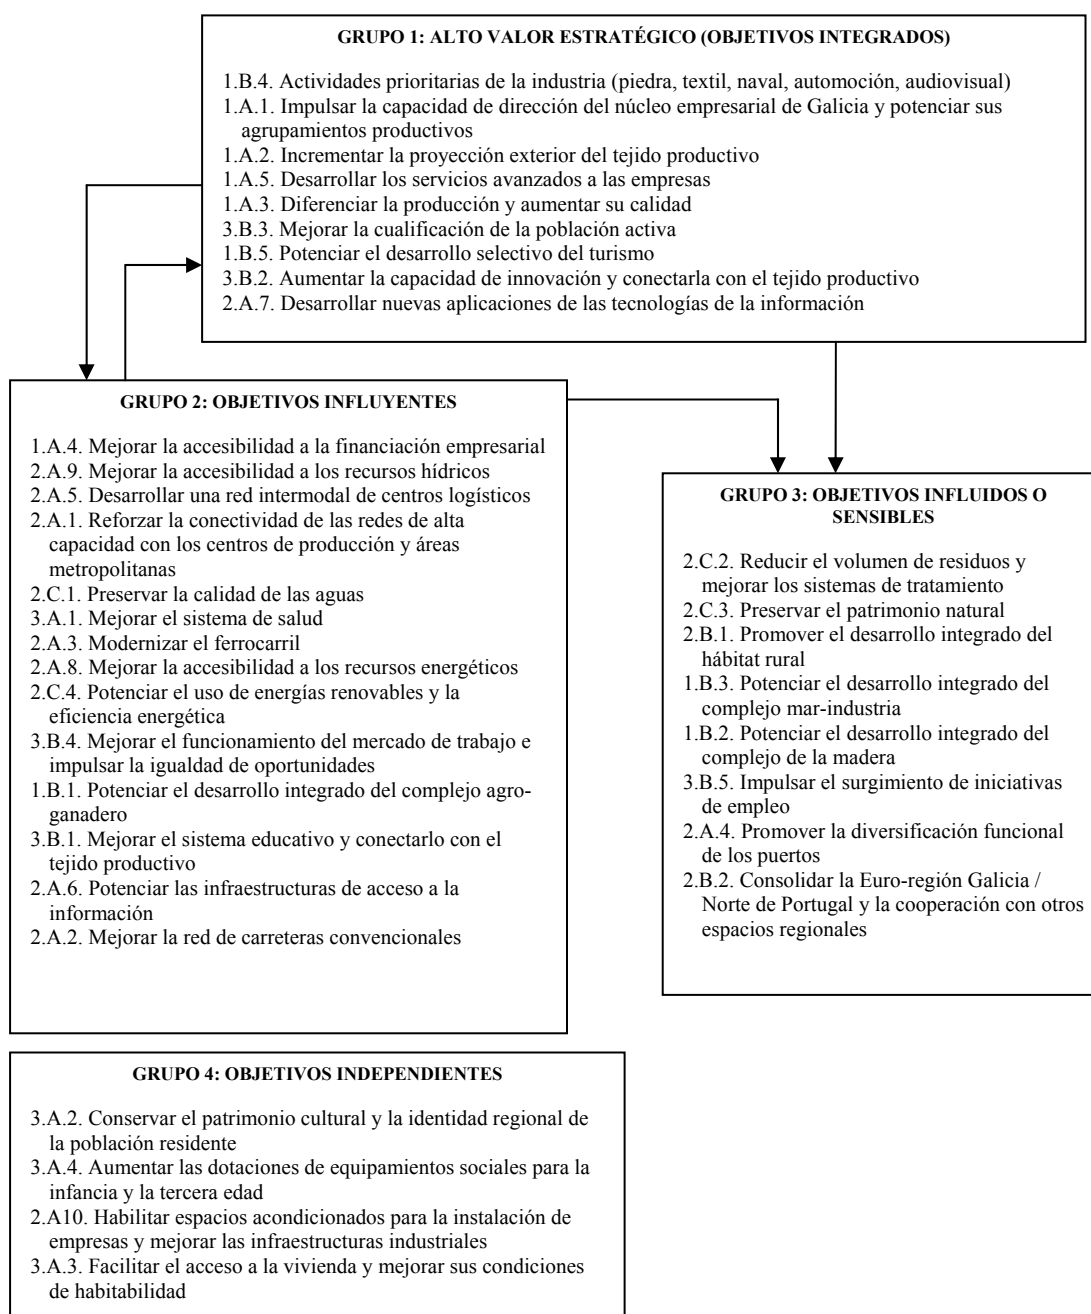 GRUPO 1: ALTO VALOR ESTRATÉGICO (OBJETIVOS INTEGRADOS)
1.B.4. Actividades prioritarias de la industria (piedra, textil, naval, automoción, audiovisual)
1.A.1. Impulsar la capacidad de dirección del núcleo empresarial de Galicia y potenciar sus
agrupamientos productivos
1.A.2. Incrementar la proyección exterior del tejido productivo
1.A.5. Desarrollar los servicios avanzados a las empresas
1.A.3. Diferenciar la producción y aumentar su calidad
3.B.3. Mejorar la cualificación de la población activa
1.B.5. Potenciar el desarrollo selectivo del turismo
3.B.2. Aumentar la capacidad de innovación y conectarla con el tejido productivo
2.A.7. Desarrollar nuevas aplicaciones de las tecnologías de la información
GRUPO 2: OBJETIVOS INFLUYENTES
1.A.4. Mejorar la accesibilidad a la financiación empresarial
2.A.9. Mejorar la accesibilidad a los recursos hídricos
2.A.5. Desarrollar una red intermodal de centros logísticos
2.A.1. Reforzar la conectividad de las redes de alta
capacidad con los centros de producción y áreas
metropolitanas
2.C.1. Preservar la calidad de las aguas
3.A.1. Mejorar el sistema de salud
2.A.3. Modernizar el ferrocarril
2.A.8. Mejorar la accesibilidad a los recursos energéticos
2.C.4. Potenciar el uso de energías renovables y la
eficiencia energética
3.B.4. Mejorar el funcionamiento del mercado de trabajo e
impulsar la igualdad de oportunidades
1.B.1. Potenciar el desarrollo integrado del complejo agro-
ganadero
3.B.1. Mejorar el sistema educativo y conectarlo con el
tejido productivo
2.A.6. Potenciar las infraestructuras de acceso a la
información
2.A.2. Mejorar la red de carreteras convencionales
GRUPO 3: OBJETIVOS INFLUIDOS O
SENSIBLES
2.C.2. Reducir el volumen de residuos y
mejorar los sistemas de tratamiento
2.C.3. Preservar el patrimonio natural
2.B.1. Promover el desarrollo integrado del
hábitat rural
1.B.3. Potenciar el desarrollo integrado del
complejo mar-industria
1.B.2. Potenciar el desarrollo integrado del
complejo de la madera
3.B.5. Impulsar el surgimiento de iniciativas
de empleo
2.A.4. Promover la diversificación funcional
de los puertos
2.B.2. Consolidar la Euro-región Galicia /
Norte de Portugal y la cooperación con otros
espacios regionales
GRUPO 4: OBJETIVOS INDEPENDIENTES
3.A.2. Conservar el patrimonio cultural y la identidad regional de
la población residente
3.A.4. Aumentar las dotaciones de equipamientos sociales para la
infancia y la tercera edad
2.A10. Habilitar espacios acondicionados para la instalación de
empresas y mejorar las infraestructuras industriales
3.A.3. Facilitar el acceso a la vivienda y mejorar sus condiciones
de habitabilidad